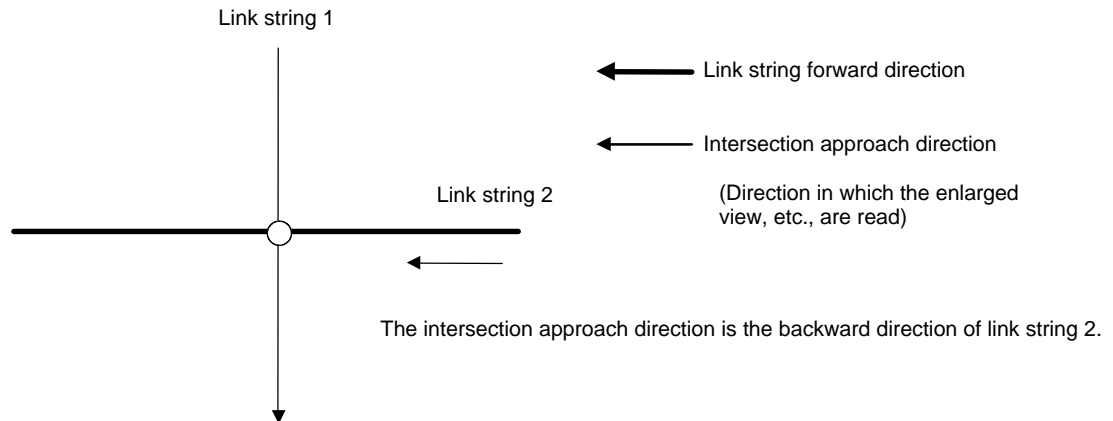 Link string 1
Link string forward direction
Intersection approach direction
(Direction in which the enlarged
view, etc., are read)
Link string 2
The intersection approach direction is the backward direction of link string 2.